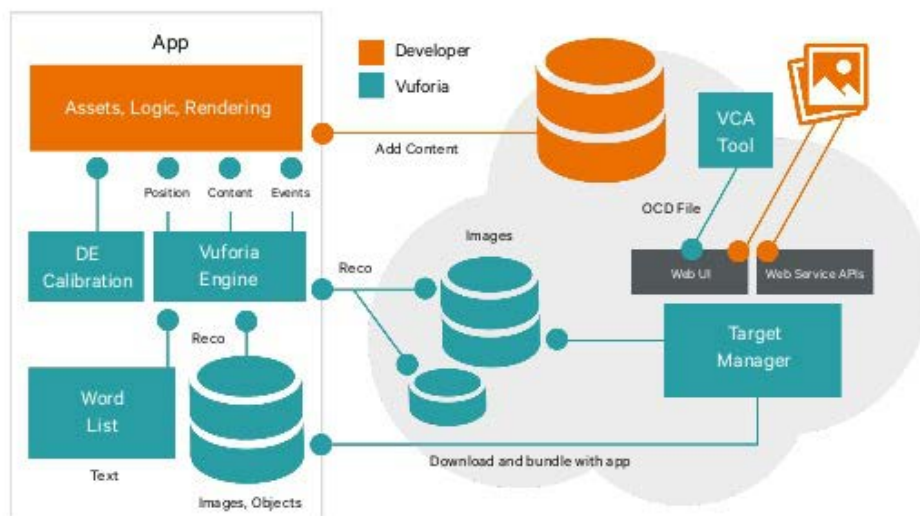 App
Developer
Vuforia
Assets, Logic, Rendering
Add Content
VCA
Tool
Position
Content
Events
OCD File
DE
Calibration
Vuforia
Engine
Reco
Images
Web UI
Web Service APIs
Reco
Target
Manager
Word
List
Text
Images, Objects
Download and bundle with app